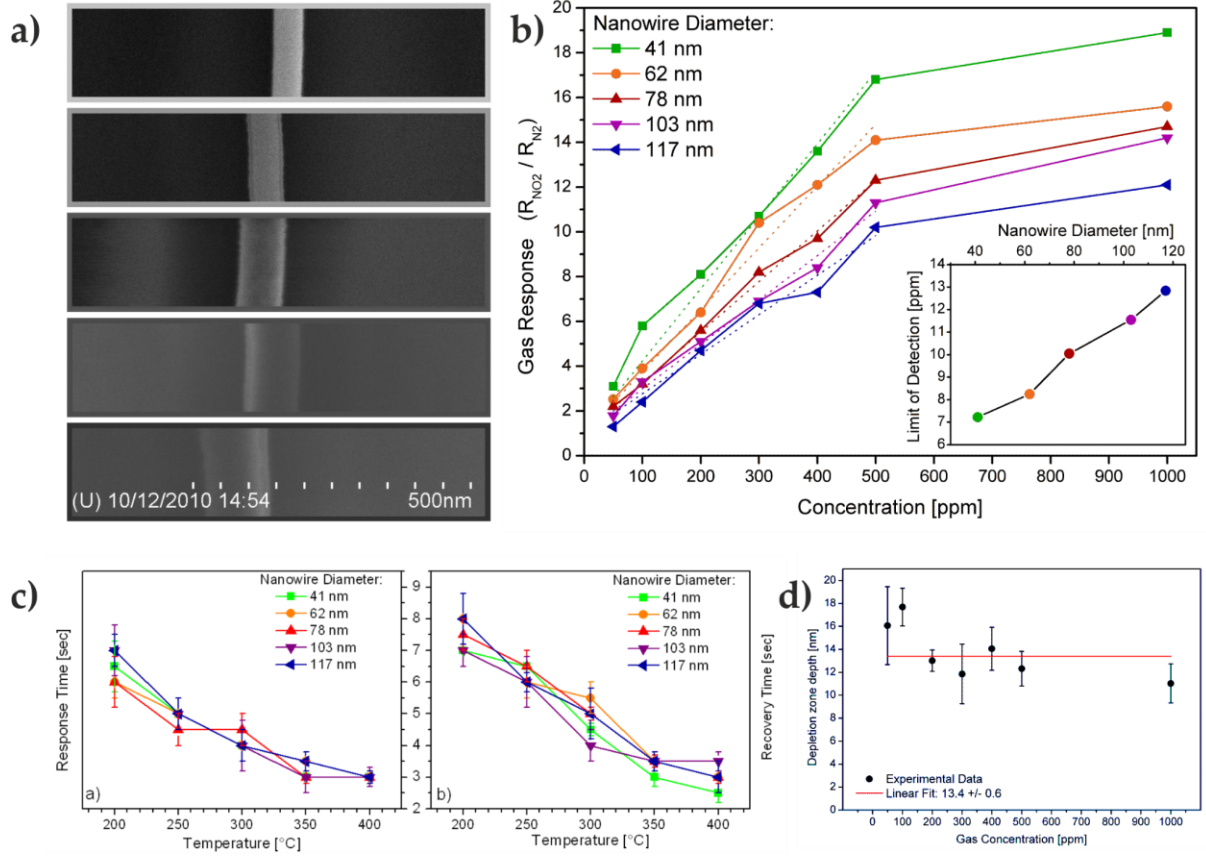 a)
(U) 10/12/2010 14:54 500nm
b)
Nanowire Diameter:
41 nm
62 nm
78 nm
103 nm
117 nm
Gas Response (R_NO2 / R_N2)
20
18
16
14
12
10
8
6
4
2
0
0 100 200 300 400 500 600 700 800 900 1000
Concentration [ppm]
Nanowire Diameter [nm]
40 60 80 100 120
Limit of Detection [ppm]
14
13
12
11
10
9
8
7
6
c)
Nanowire Diameter:
41 nm
62 nm
78 nm
103 nm
117 nm
Response Time [sec]
a)
200 250 300 350 400
Temperature [°C]
Nanowire Diameter:
41 nm
62 nm
78 nm
103 nm
117 nm
9
8
7
6
5
4
3
2
b)
200 250 300 350 400
Temperature [°C]
Recovery Time [sec]
d)
Depletion zone depth [nm]
20
18
16
14
12
10
8
6
4
2
0
Experimental Data
Linear Fit: 13.4 +/- 0.6
0 100 200 300 400 500 600 700 800 900 1000
Gas Concentration [ppm]